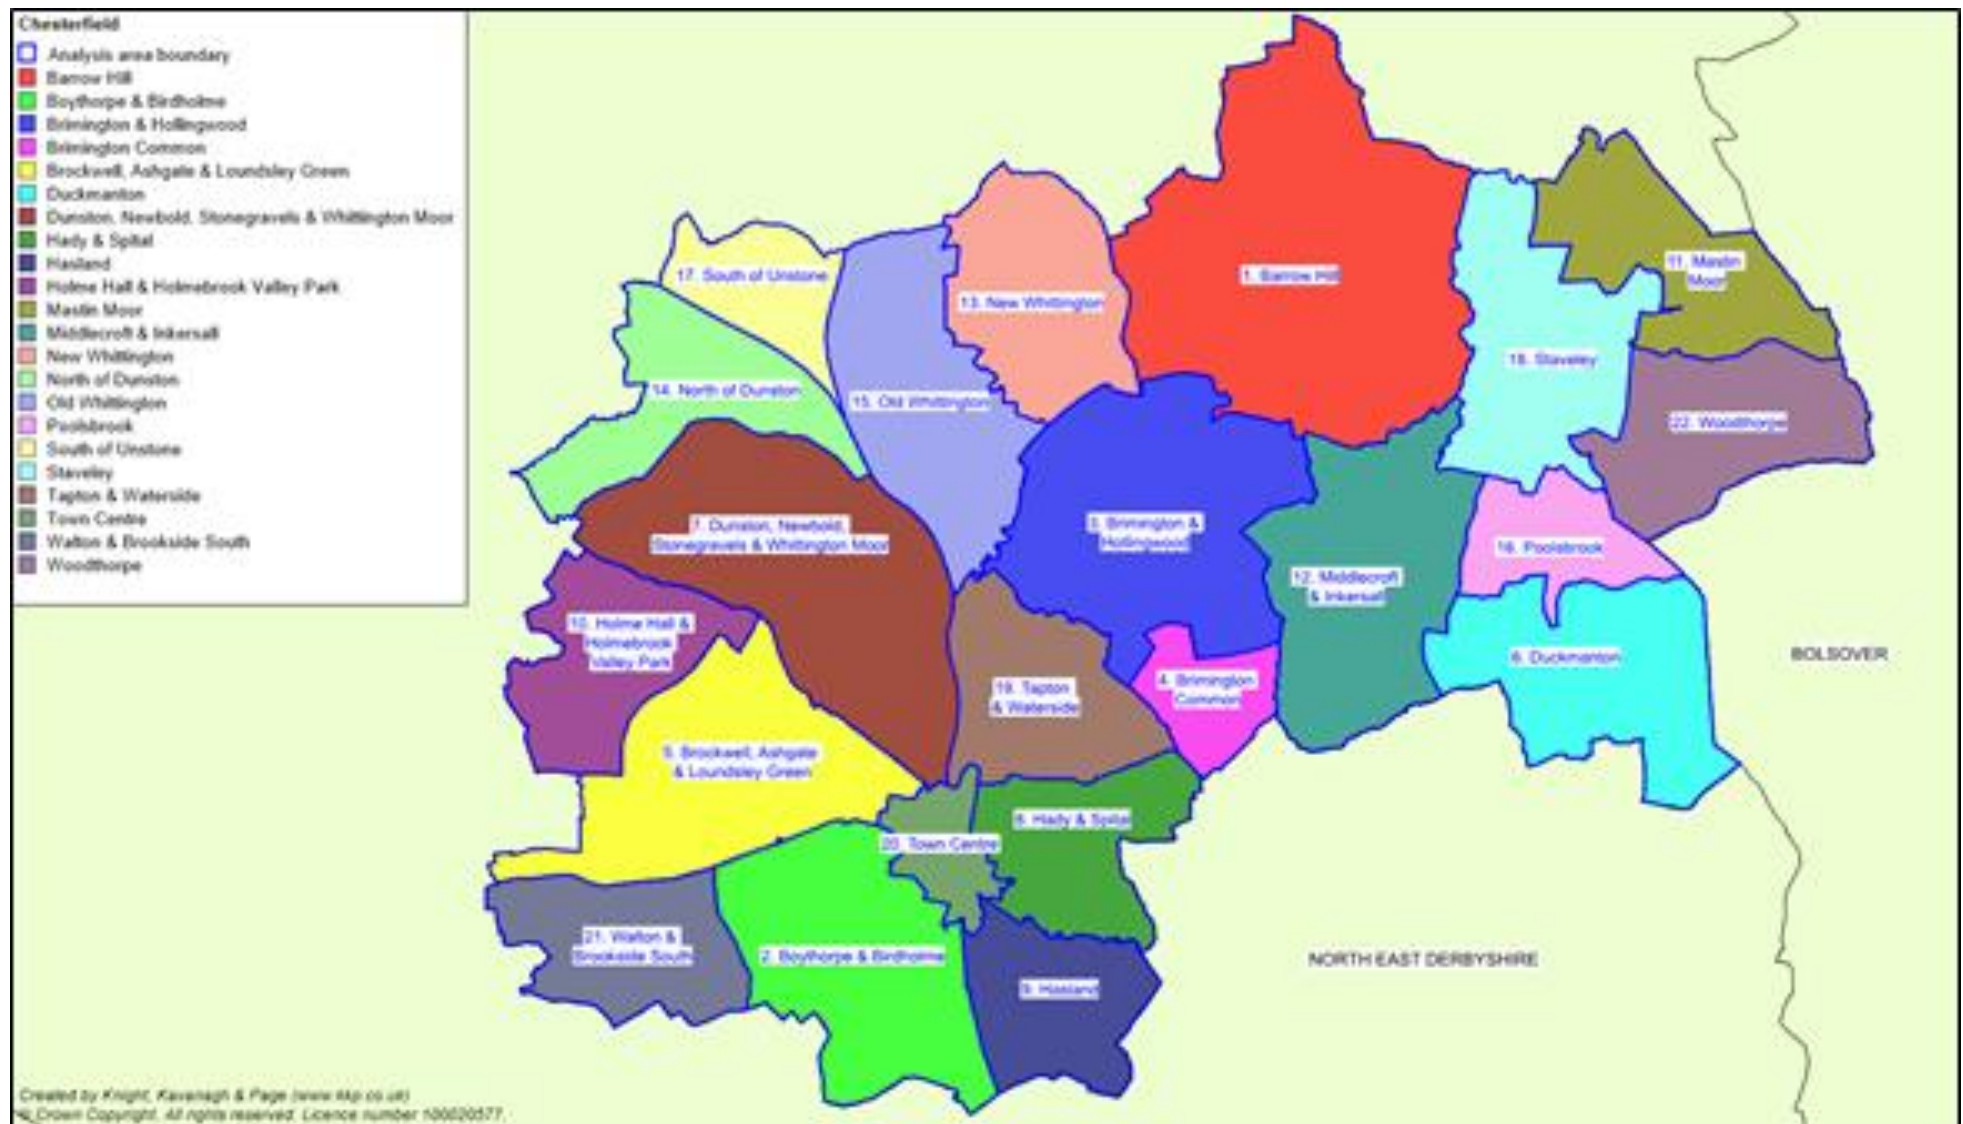 Chesterfield
Analysis area boundary
Barrow Hill
Boythorpe & Birdholme
Brimington & Hollingwood
Brimington Common
Brockwell, Ashgate & Loundsley Green
Duckmanton
Dunston, Newbold, Stonegravels & Whittington Moor
Hady & Spital
Hasland
Holme Hall & Holmebrook Valley Park
Mastin Moor
Middlecroft & Inkersall
New Whittington
North of Dunston
Old Whittington
Poolsbrook
South of Unstone
Staveley
Tapton & Waterside
Town Centre
Walton & Brookside South
Woodthorpe
17. South of Unstone
13. New Whittington
1. Barrow Hill
11. Mastin
Moor
14. North of Dunston
15. Old Whittington
18. Staveley
22. Woodthorpe
7. Dunston, Newbold,
Stonegravels & Whittington Moor
3. Brimington &
Hollingwood
16. Poolsbrook
12. Middlecroft
& Inkersall
10. Holme Hall &
Holmebrook
Valley Park
6. Duckmanton
BOLSOVER
4. Brimington
Common
19. Tapton
& Waterside
5. Brockwell, Ashgate
& Loundsley Green
8. Hady & Spital
20. Town Centre
21. Walton &
Brookside South
2. Boythorpe & Birdholme
9. Hasland
NORTH EAST DERBYSHIRE
Created by Knight, Kavanagh & Page (www.kkp.co.uk)
© Crown Copyright. All rights reserved. Licence number 100020577.